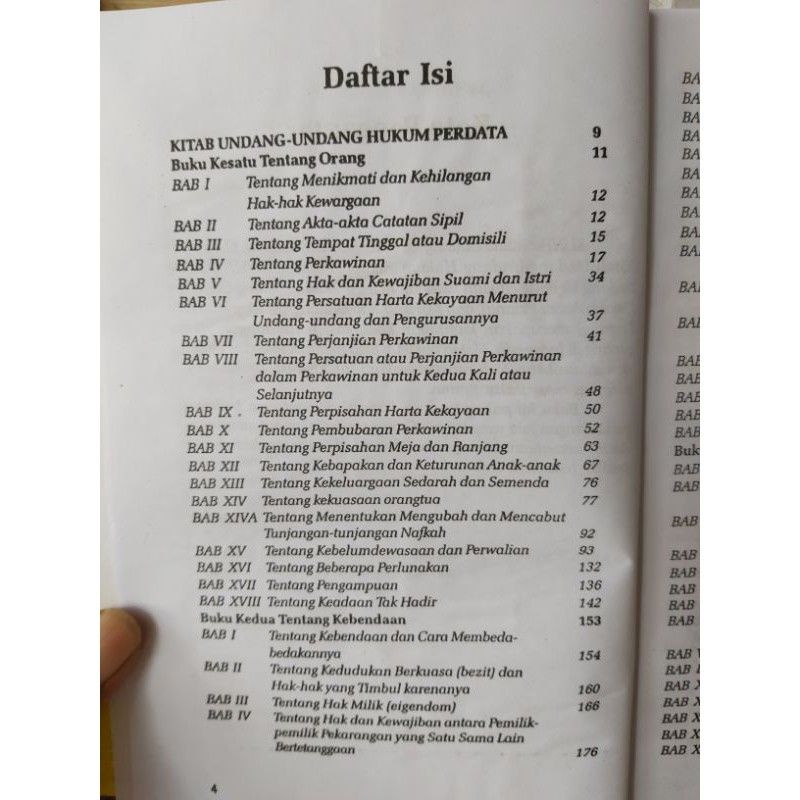 Daftar Isi
KITAB UNDANG-UNDANG HUKUM PERDATA 9
Buku Kesatu Tentang Orang 11
BAB I Tentang Menikmati dan Kehilangan
Hak-hak Kewargaan 12
BAB II Tentang Akta-akta Catatan Sipil 12
BAB III Tentang Tempat Tinggal atau Domisili 15
BAB IV Tentang Perkawinan 17
BAB V Tentang Hak dan Kewajiban Suami dan Istri 34
BAB VI Tentang Persatuan Harta Kekayaan Menurut
Undang-undang dan Pengurusannya 37
BAB VII Tentang Perjanjian Perkawinan 41
BAB VIII Tentang Persatuan atau Perjanjian Perkawinan
dalam Perkawinan untuk Kedua Kali atau
Selanjutnya 48
BAB IX . Tentang Perpisahan Harta Kekayaan 50
BAB X Tentang Pembubaran Perkawinan 52
BAB XI Tentang Perpisahan Meja dan Ranjang 63
BAB XII Tentang Kebapakan dan Keturunan Anak-anak 67
BAB XIII Tentang Kekeluargaan Sedarah dan Semenda 76
BAB XIV Tentang kekuasaan orangtua 77
BAB XIVA Tentang Menentukan Mengubah dan Mencabut
Tunjangan-tunjangan Nafkah 92
BAB XV Tentang Kebelumdewasaan dan Perwalian 93
BAB XVI Tentang Beberapa Perlunakan 132
BAB XVII Tentang Pengampuan 136
BAB XVIII Tentang Keadaan Tak Hadir 142
Buku Kedua Tentang Kebendaan 153
BAB I Tentang Kebendaan dan Cara Membeda-
bedakannya 154
BAB II Tentang Kedudukan Berkuasa (bezit) dan
Hak-hak yang Timbul karenanya 160
BAB III Tentang Hak Milik (eigendom) 166
BAB IV Tentang Hak dan Kewajiban antara Pemilik-
pemilik Pekarangan yang Satu Sama Lain
Bertetanggaan 176
4